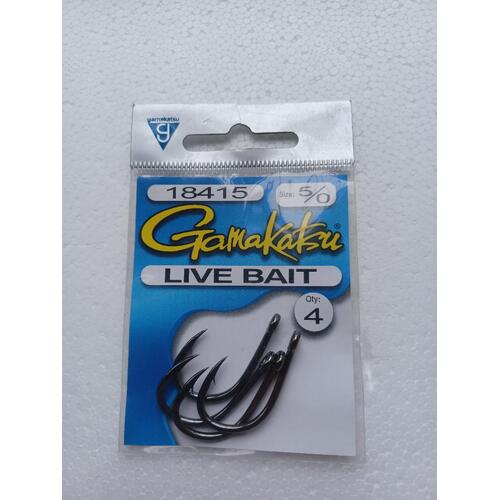 gamakatsu
g
18415
Size: 5/0
Gamakatsu®
LIVE BAIT
Qty:
4